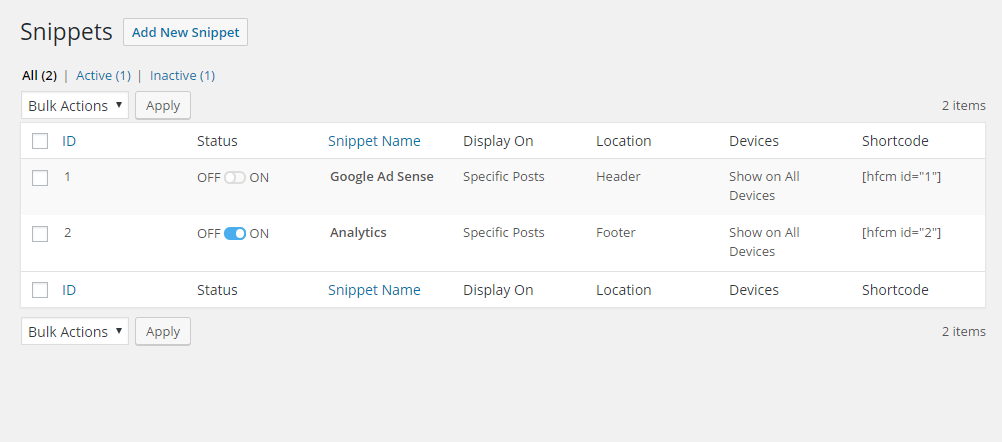 Snippets Add New Snippet
All (2) | Active (1) | Inactive (1)
Bulk Actions Apply 2 items
ID Status Snippet Name Display On Location Devices Shortcode
1 OFF ON Google Ad Sense Specific Posts Header Show on All [hfcm id="1"]
Devices
2 OFF ON Analytics Specific Posts Footer Show on All [hfcm id="2"]
Devices
ID Status Snippet Name Display On Location Devices Shortcode
Bulk Actions Apply 2 items